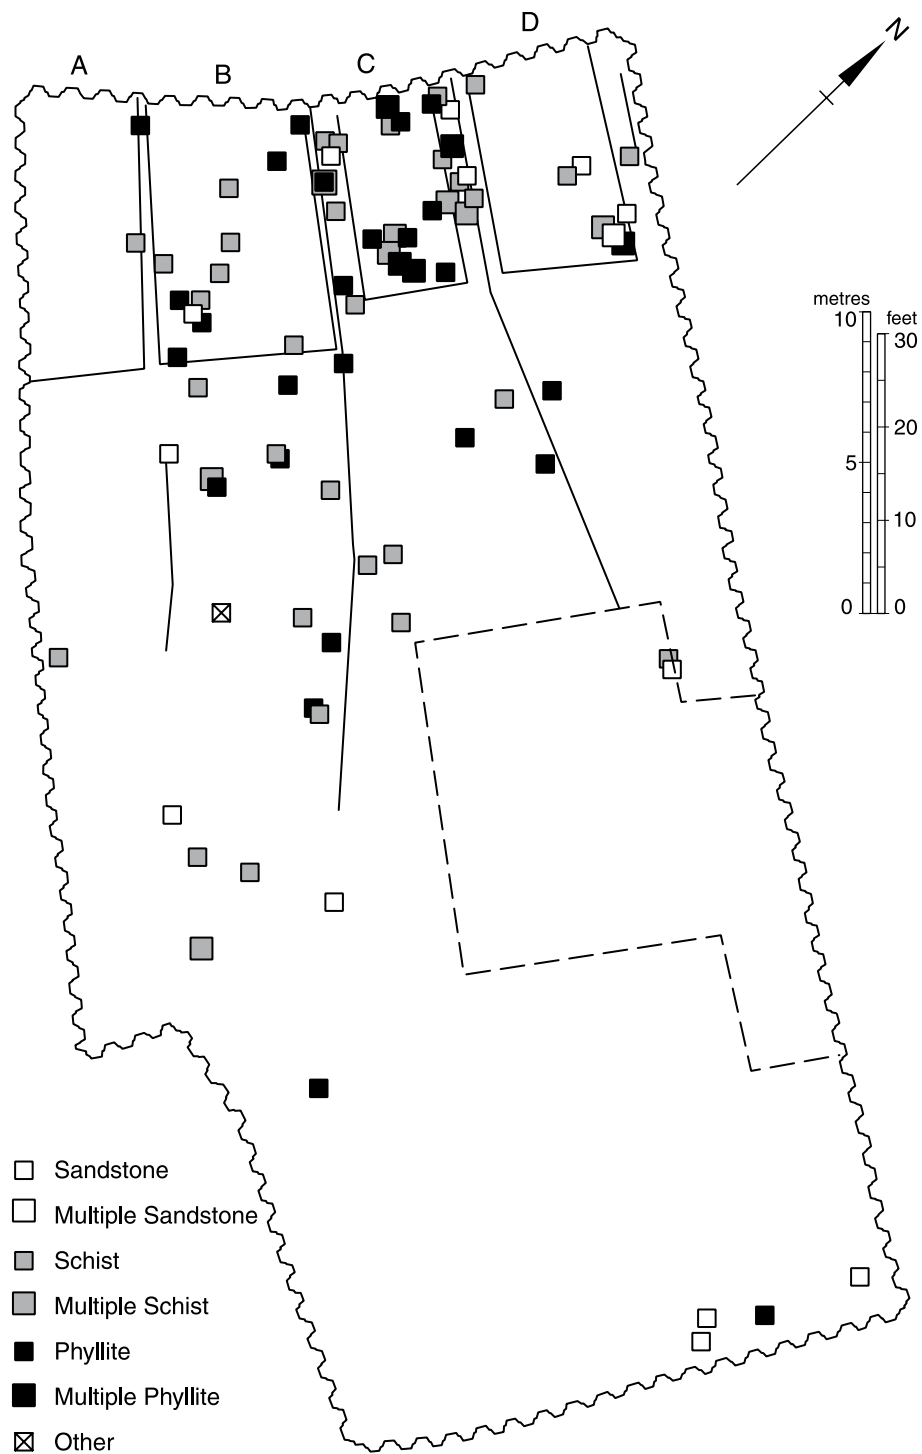 A
B
C
D
N
metres
feet
10
30
20
5
10
0
0
Sandstone
Multiple Sandstone
Schist
Multiple Schist
Phyllite
Multiple Phyllite
Other